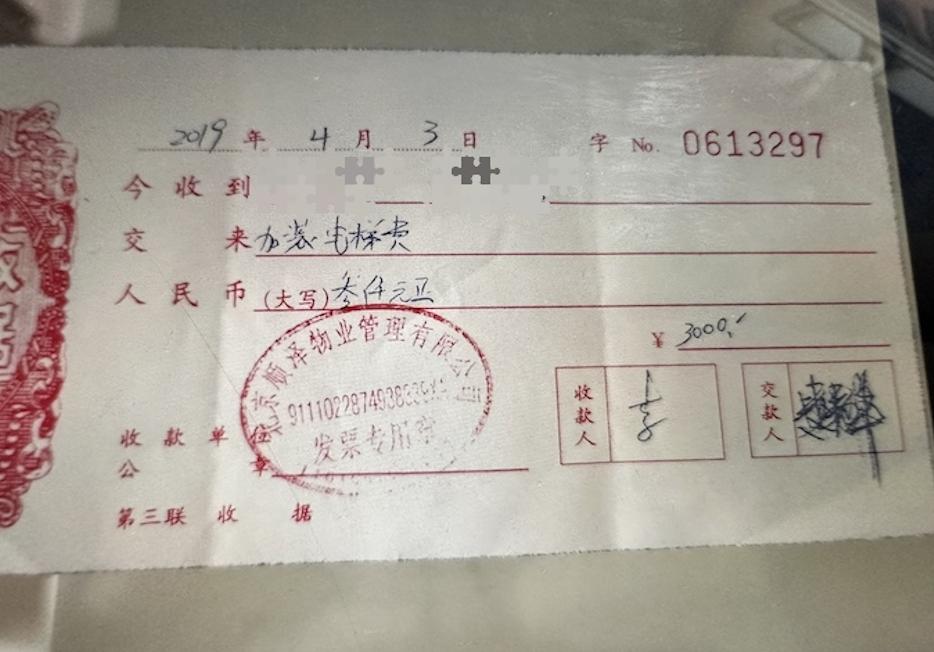 2019 年 4 月 3 日 字 No. 0613297
今收到
交 来 加装电梯费
人民币 (大写) 叁仟元正
¥ 3000.-
北京顺泽物业管理有限公司
发票专用章
收款单位
公 章
收款人 李
交款人
第三联 收 据